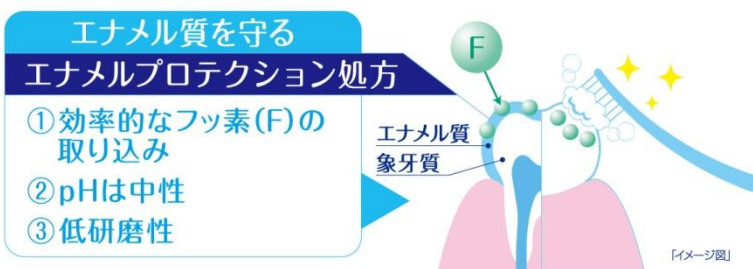 エナメル質を守る
エナメルプロテクション処方
①効率的なフッ素(F)の
取り込み
②pHは中性
③低研磨性
F
エナメル質
象牙質
「イメージ図」